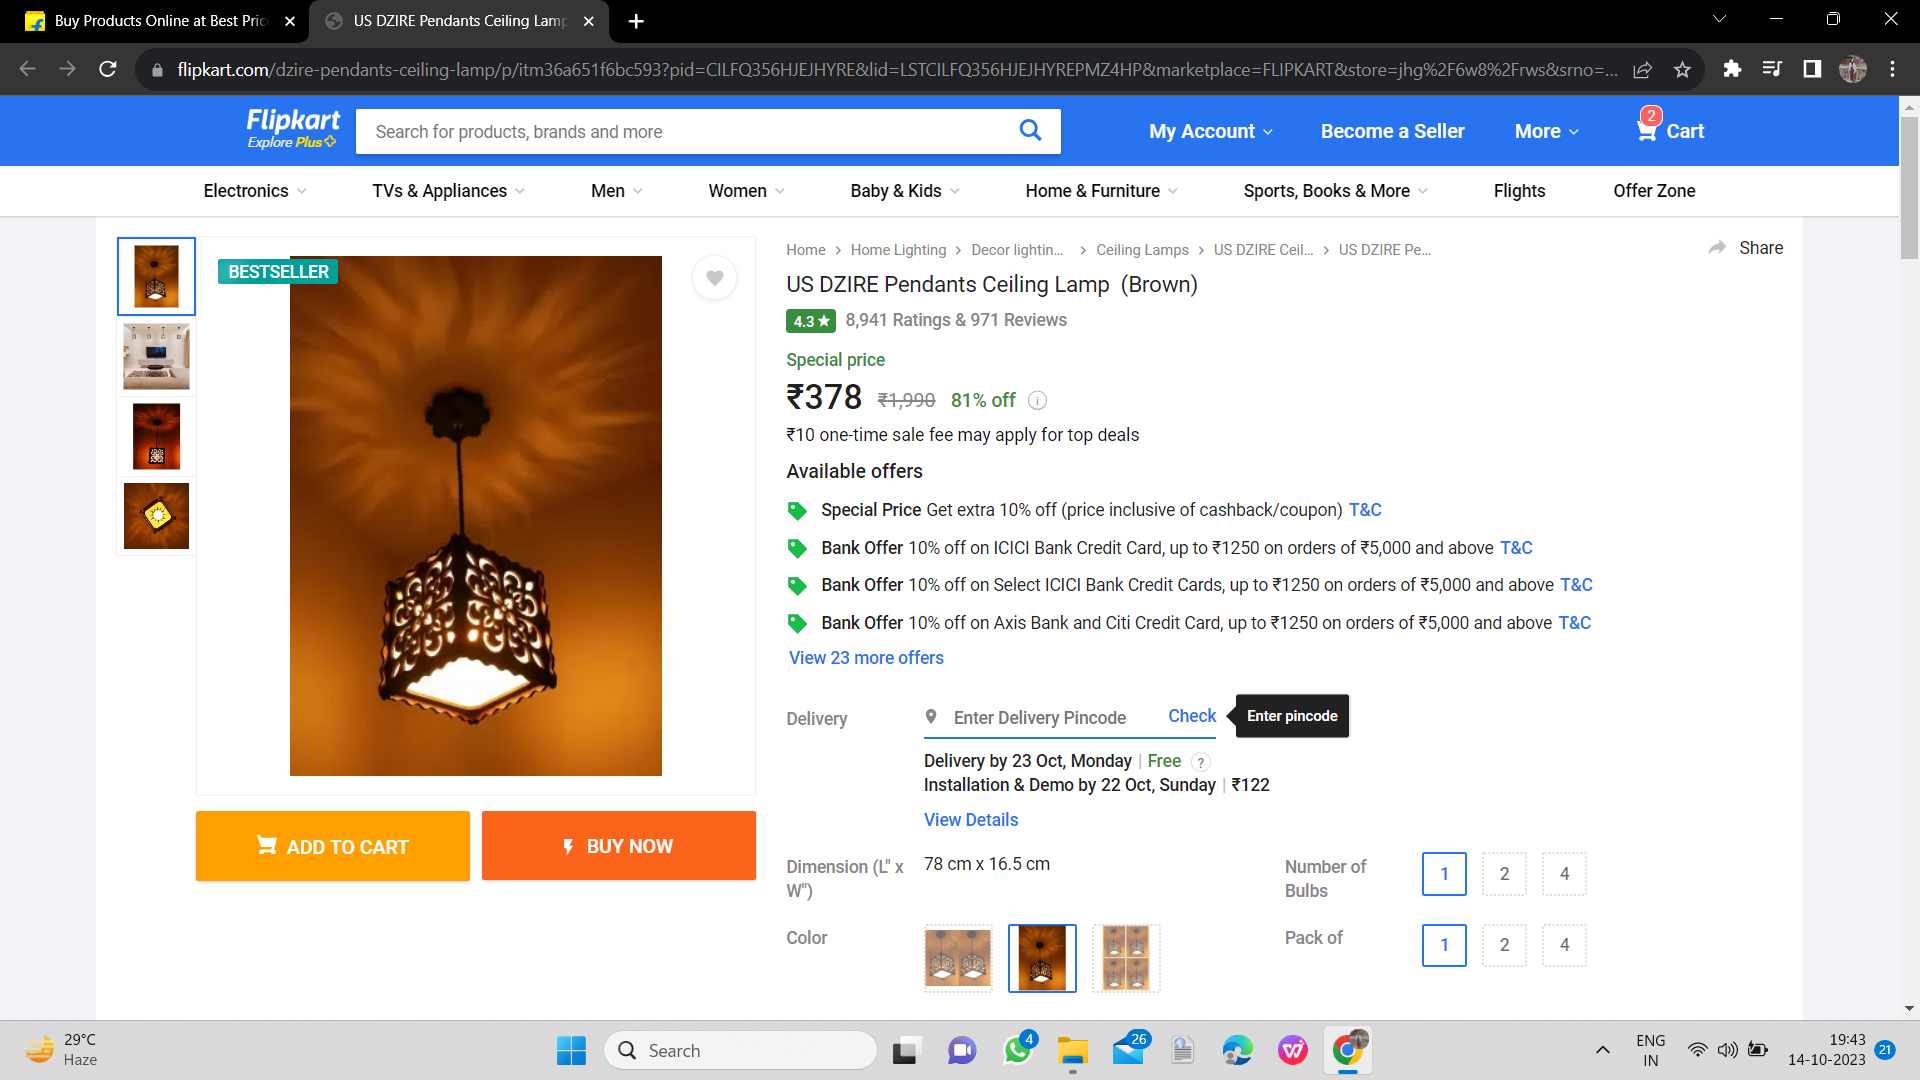 Buy Products Online at Best Pric
US DZIRE Pendants Ceiling Lamp
flipkart.com/dzire-pendants-ceiling-lamp/p/itm36a651f6bc593?pid=CILFQ356HJEJHYRE&lid=LSTCILFQ356HJEJHYREPMZ4HP&marketplace=FLIPKART&store=jhg%2F6w8%2Frws&srno=...
Flipkart
Explore Plus
Search for products, brands and more
My Account
Become a Seller
More
2
Cart
Electronics
TVs & Appliances
Men
Women
Baby & Kids
Home & Furniture
Sports, Books & More
Flights
Offer Zone
BESTSELLER
Home > Home Lighting > Decor lightin... > Ceiling Lamps > US DZIRE Ceil... > US DZIRE Pe...
Share
US DZIRE Pendants Ceiling Lamp (Brown)
4.3★ 8,941 Ratings & 971 Reviews
Special price
₹378 ₹1,990 81% off
₹10 one-time sale fee may apply for top deals
Available offers
Special Price Get extra 10% off (price inclusive of cashback/coupon) T&C
Bank Offer 10% off on ICICI Bank Credit Card, up to ₹1250 on orders of ₹5,000 and above T&C
Bank Offer 10% off on Select ICICI Bank Credit Cards, up to ₹1250 on orders of ₹5,000 and above T&C
Bank Offer 10% off on Axis Bank and Citi Credit Card, up to ₹1250 on orders of ₹5,000 and above T&C
View 23 more offers
Delivery
Enter Delivery Pincode
Check
Enter pincode
Delivery by 23 Oct, Monday | Free ?
Installation & Demo by 22 Oct, Sunday | ₹122
View Details
ADD TO CART
BUY NOW
Dimension (L" x W")
78 cm x 16.5 cm
Number of Bulbs
1 2 4
Color
Pack of
1 2 4
29°C
Haze
Search
4
26
ENG
IN
19:43
14-10-2023
21